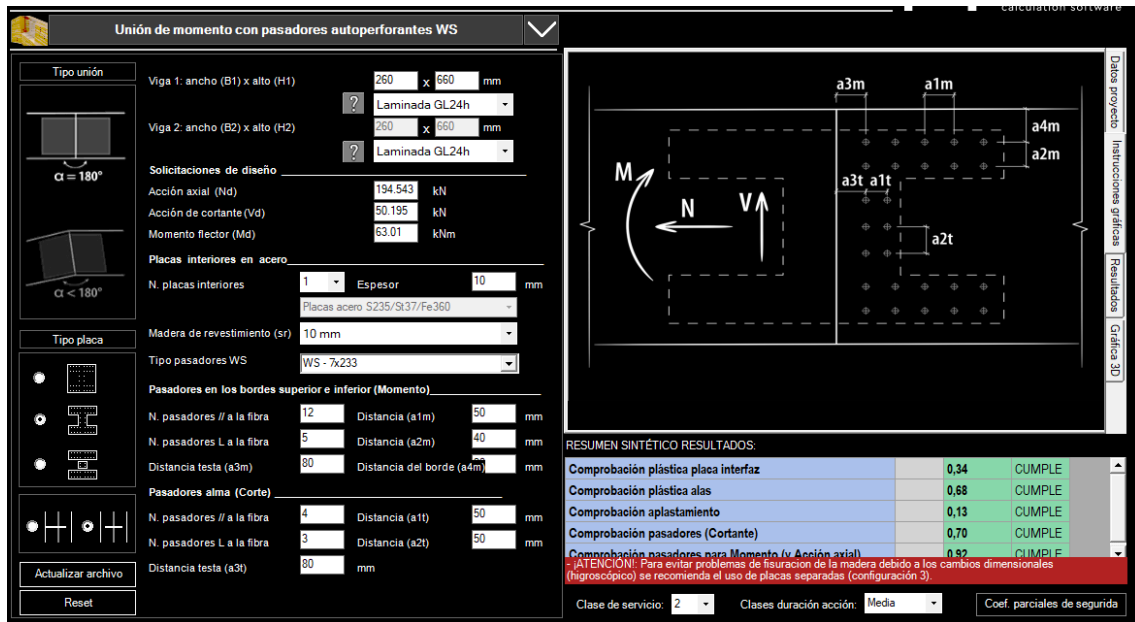 calculation software
Unión de momento con pasadores autoperforantes WS
Tipo unión
α = 180°
α < 180°
Tipo placa
Actualizar archivo
Reset
Viga 1: ancho (B1) x alto (H1) 260 x 660 mm
? Laminada GL24h
Viga 2: ancho (B2) x alto (H2) 260 x 660 mm
? Laminada GL24h
Solicitaciones de diseño
Acción axial (Nd) 194.543 kN
Acción de cortante (Vd) 50.195 kN
Momento flector (Md) 63.01 kNm
Placas interiores en acero
N. placas interiores 1 Espesor 10 mm
Placas acero S235/St37/Fe360
Madera de revestimiento (sr) 10 mm
Tipo pasadores WS WS - 7x233
Pasadores en los bordes superior e inferior (Momento)
N. pasadores // a la fibra 12 Distancia (a1m) 50 mm
N. pasadores L a la fibra 5 Distancia (a2m) 40 mm
Distancia testa (a3m) 80 Distancia del borde (a4m) mm
Pasadores alma (Corte)
N. pasadores // a la fibra 4 Distancia (a1t) 50 mm
N. pasadores L a la fibra 3 Distancia (a2t) 50 mm
Distancia testa (a3t) 80 mm
a3m a1m
a4m
a2m
a3t a1t
a2t
M
N
V
Datos proyecto
Instrucciones gráficas
Resultados
Gráfica 3D
RESUMEN SINTÉTICO RESULTADOS:
Comprobación plástica placa interfaz 0,34 CUMPLE
Comprobación plástica alas 0,68 CUMPLE
Comprobación aplastamiento 0,13 CUMPLE
Comprobación pasadores (Cortante) 0,70 CUMPLE
Comprobación pasadores para Momento (y Acción axial) 0,92 CUMPLE
- ¡ATENCIÓN!: Para evitar problemas de fisuracion de la madera debido a los cambios dimensionales
(higroscópico) se recomienda el uso de placas separadas (configuración 3).
Clase de servicio: 2 Clases duración acción: Media Coef. parciales de segurida